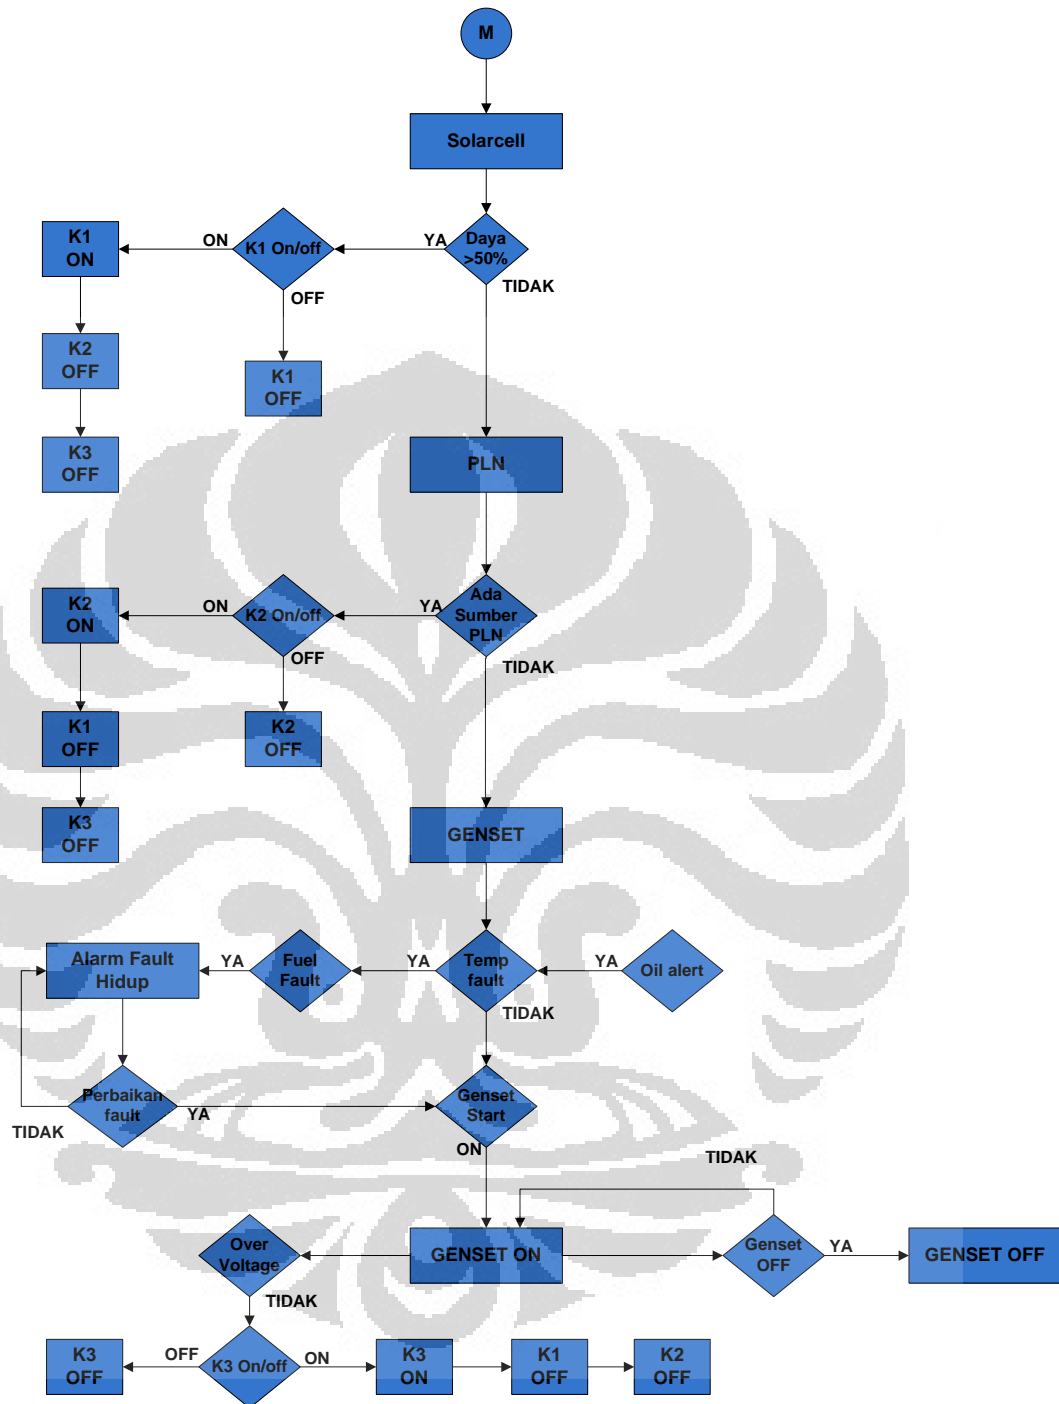 M
Solarcell
Daya
>50%
YA
K1 On/off
ON
K1
ON
TIDAK
OFF
K2
OFF
K1
OFF
K3
OFF
PLN
Ada
Sumber
PLN
YA
K2 On/off
ON
K2
ON
TIDAK
OFF
K1
OFF
K2
OFF
K3
OFF
GENSET
Alarm Fault
Hidup
YA
Fuel
Fault
YA
Temp
fault
YA
Oil alert
TIDAK
Perbaikan
fault
YA
TIDAK
Genset
Start
ON
TIDAK
Over
Voltage
GENSET ON
Genset
OFF
YA
GENSET OFF
TIDAK
K3
OFF
OFF
K3 On/off
ON
K3
ON
K1
OFF
K2
OFF